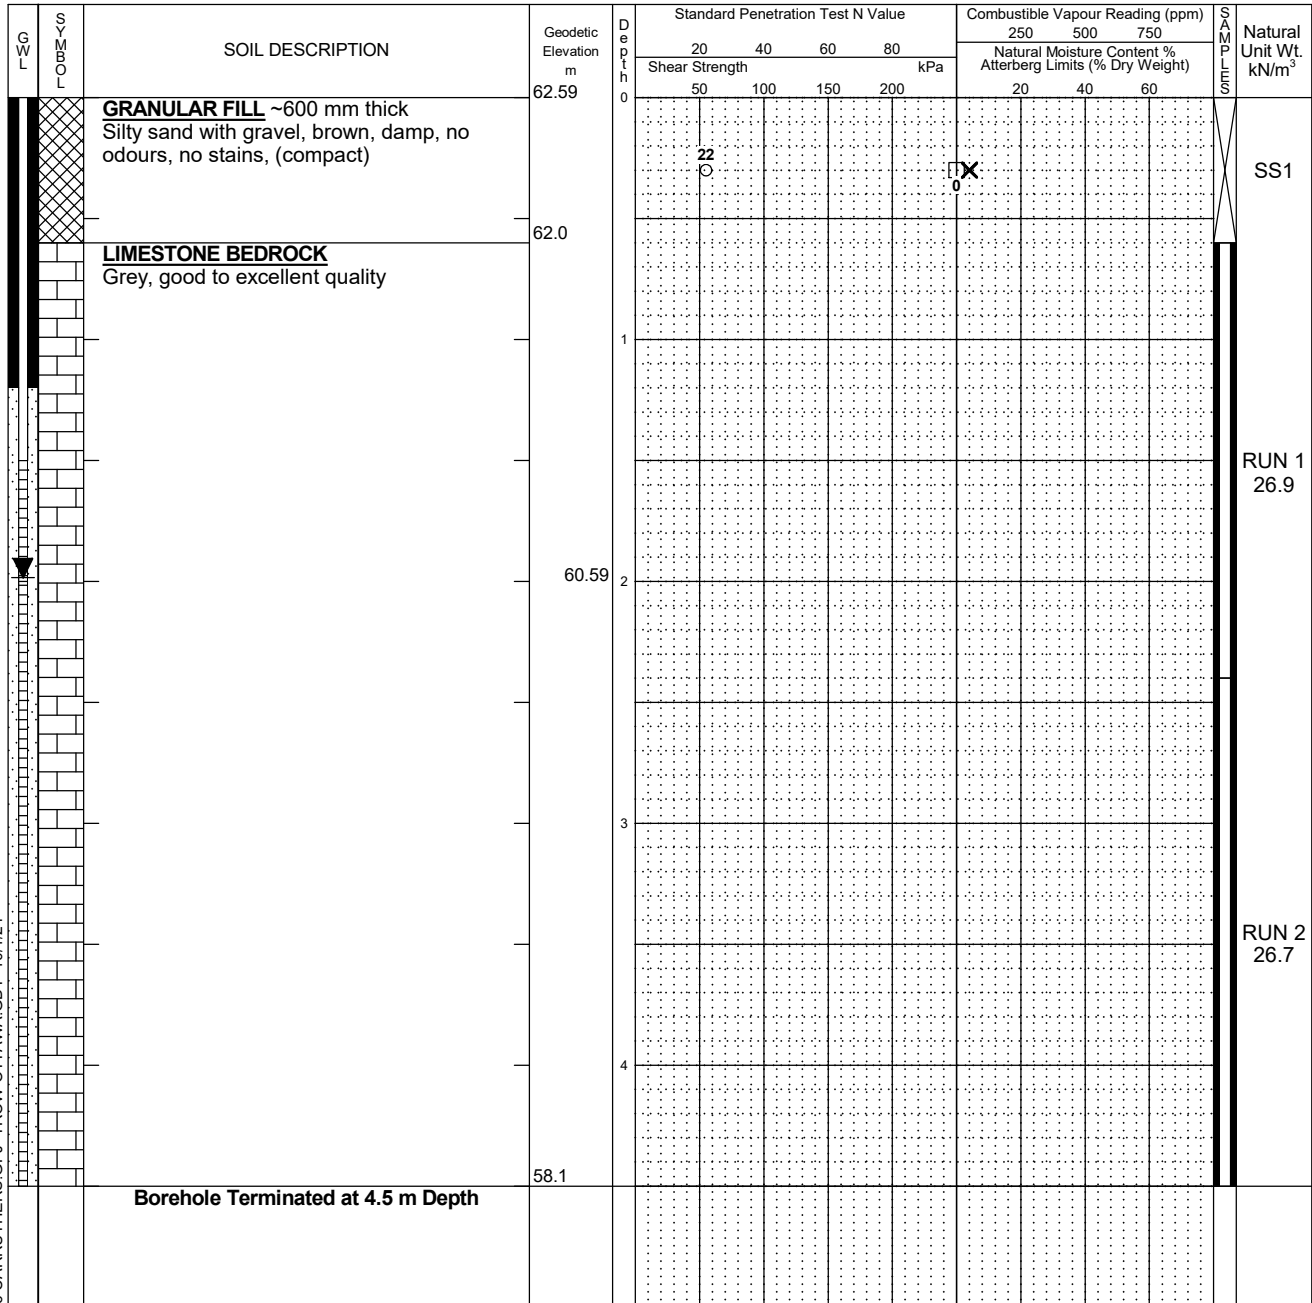 GWL
SYMBOL
SOIL DESCRIPTION
Geodetic
Elevation
m
62.59
Depth
0
Standard Penetration Test N Value
20 40 60 80
Shear Strength kPa
50 100 150 200
Combustible Vapour Reading (ppm)
250 500 750
Natural Moisture Content %
Atterberg Limits (% Dry Weight)
20 40 60
SAMPLES
Natural
Unit Wt.
kN/m³
GRANULAR FILL ~600 mm thick
Silty sand with gravel, brown, damp, no
odours, no stains, (compact)
22
0
SS1
62.0
LIMESTONE BEDROCK
Grey, good to excellent quality
1
RUN 1
26.9
60.59
2
3
RUN 2
26.7
4
58.1
Borehole Terminated at 4.5 m Depth